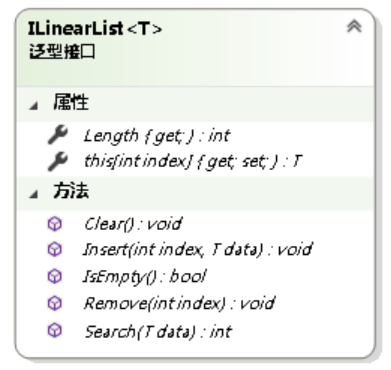 ILinearList<T>
泛型接口
属性
Length { get; } : int
this[int index] { get; set; } : T
方法
Clear() : void
Insert(int index, T data) : void
IsEmpty() : bool
Remove(int index) : void
Search(T data) : int